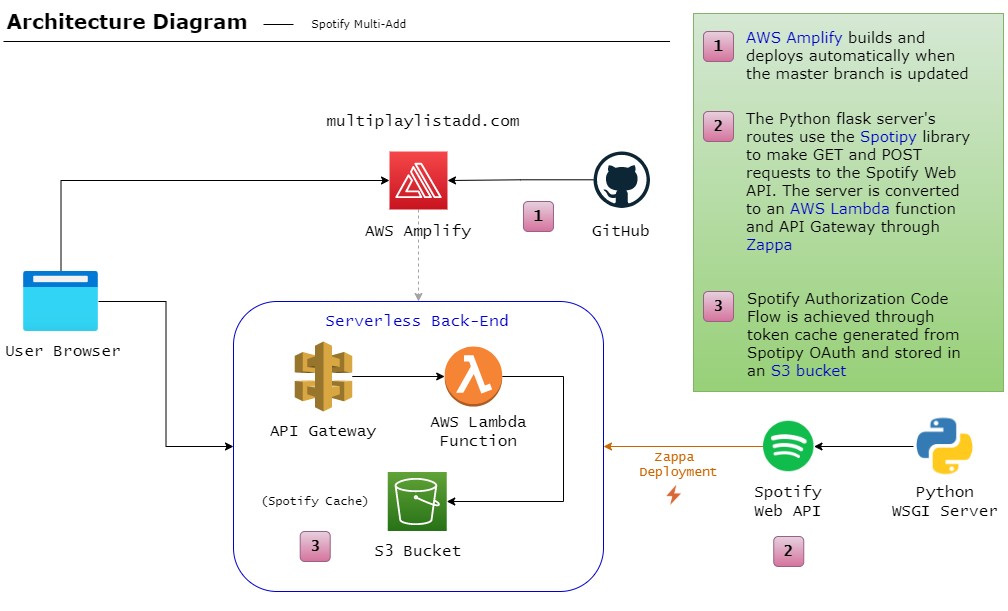 Architecture Diagram
Spotify Multi-Add
1
AWS Amplify builds and
deploys automatically when
the master branch is updated
2
The Python flask server's
routes use the Spotipy library
to make GET and POST
requests to the Spotify Web
API. The server is converted
to an AWS Lambda function
and API Gateway through
Zappa
3
Spotify Authorization Code
Flow is achieved through
token cache generated from
Spotipy OAuth and stored in
an S3 bucket
multiplaylistadd.com
AWS Amplify
1
GitHub
User Browser
Serverless Back-End
API Gateway
AWS Lambda
Function
(Spotify Cache)
3
S3 Bucket
Zappa
Deployment
Spotify
Web API
2
Python
WSGI Server